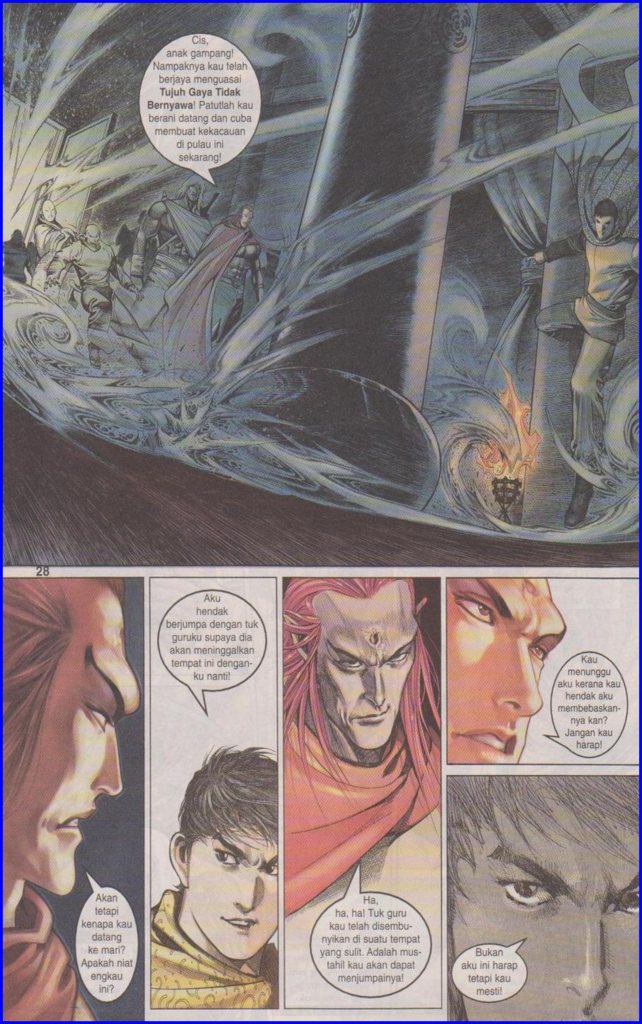 Cis,
anak gampang!
Nampaknya kau telah
berjaya menguasai
Tujuh Gaya Tidak
Bernyawa! Patutlah kau
berani datang dan cuba
membuat kekacauan
di pulau ini
sekarang!
28
Akan
tetapi
kenapa kau
datang
ke mari?
Apakah niat
engkau
ini?
Aku
hendak
berjumpa dengan tuk
guruku supaya dia
akan meninggalkan
tempat ini dengan-
ku nanti!
Ha,
ha, ha! Tuk guru
kau telah disembu-
nyikan di suatu tempat
yang sulit. Adalah mus-
tahil kau akan dapat
menjumpainya!
Kau
menunggu
aku kerana kau
hendak aku
membebaskan-
nya kan?
Jangan kau
harap!
Bukan
aku ini harap
tetapi kau
mesti!